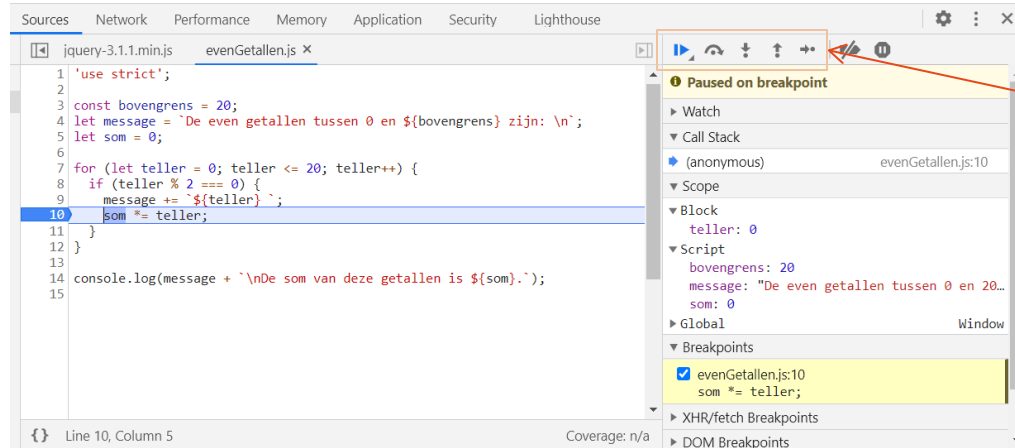 Sources Network Performance Memory Application Security Lighthouse
jquery-3.1.1.min.js evenGetallen.js ×
1 'use strict';
2
3 const bovengrens = 20;
4 let message = `De even getallen tussen 0 en ${bovengrens} zijn: \n`;
5 let som = 0;
6
7 for (let teller = 0; teller <= 20; teller++) {
8 if (teller % 2 === 0) {
9 message += `${teller} `;
10 som *= teller;
11 }
12 }
13
14 console.log(message + `\nDe som van deze getallen is ${som}.`);
15
{} Line 10, Column 5 Coverage: n/a
Paused on breakpoint
Watch
Call Stack
(anonymous) evenGetallen.js:10
Scope
Block
teller: 0
Script
bovengrens: 20
message: "De even getallen tussen 0 en 20…
som: 0
Global Window
Breakpoints
evenGetallen.js:10
som *= teller;
XHR/fetch Breakpoints
DOM Breakpoints